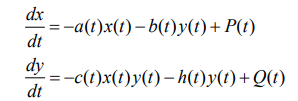 dx/dt = -a(t)x(t) - b(t)y(t) + P(t)
dy/dt = -c(t)x(t)y(t) - h(t)y(t) + Q(t)